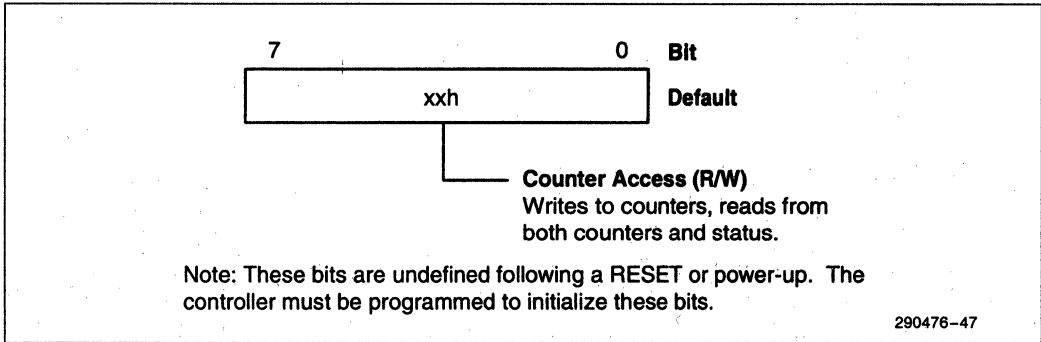 7 0 Bit
xxh Default
Counter Access (R/W)
Writes to counters, reads from
both counters and status.
Note: These bits are undefined following a RESET or power-up. The
controller must be programmed to initialize these bits.
290476-47